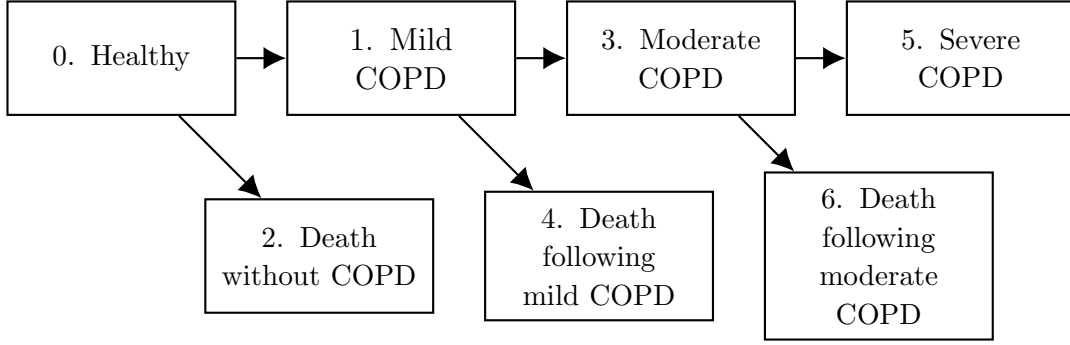 0. Healthy
1. Mild
COPD
3. Moderate
COPD
5. Severe
COPD
2. Death
without COPD
4. Death
following
mild COPD
6. Death
following
moderate
COPD